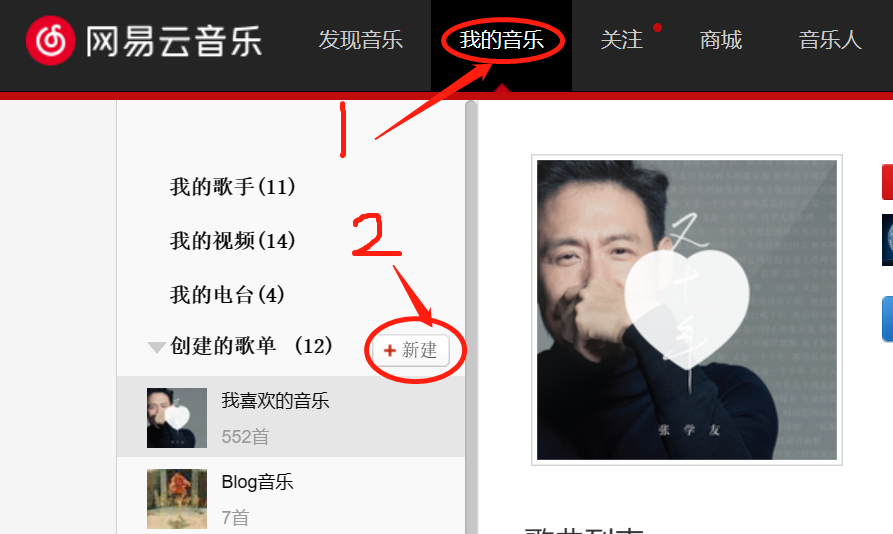 网易云音乐
发现音乐
我的音乐
关注
商城
音乐人
1
我的歌手(11)
我的视频(14)
2
我的电台(4)
创建的歌单 (12)
+ 新建
我喜欢的音乐
552首
Blog音乐
7首
又十年
张学友